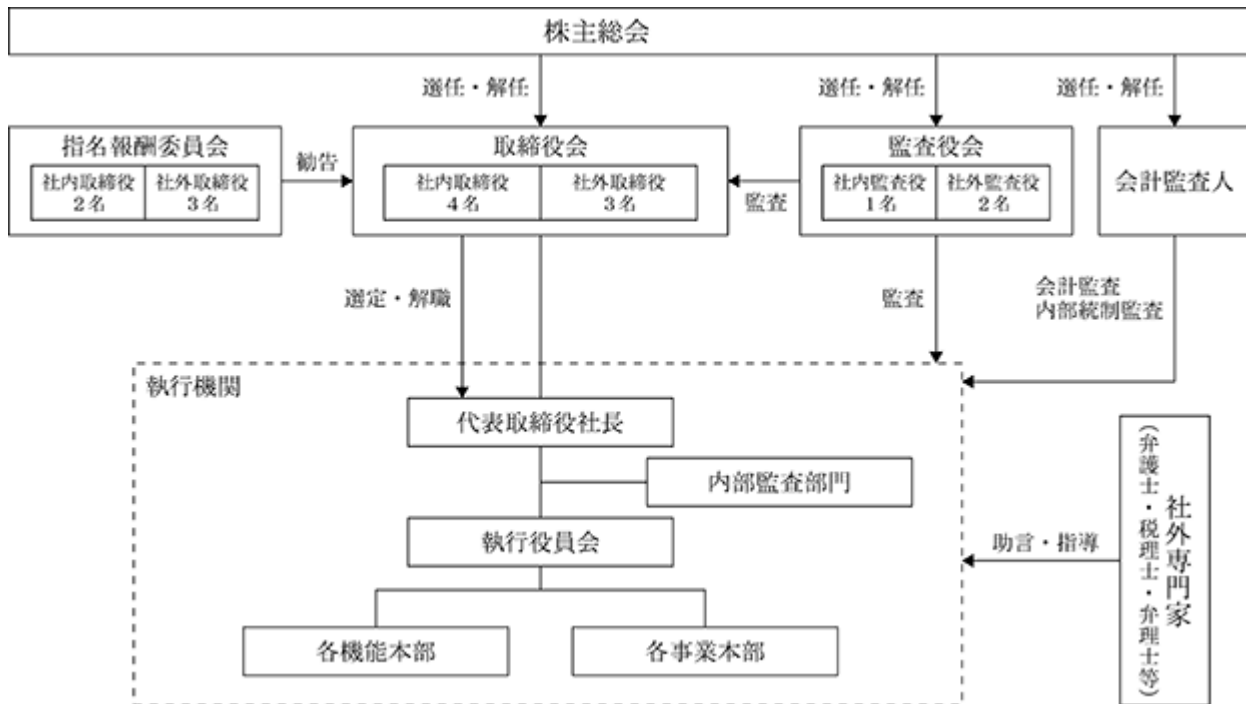 株主総会
選任・解任
選任・解任
選任・解任
指名報酬委員会
社内取締役
2名
社外取締役
3名
勧告
取締役会
社内取締役
4名
社外取締役
3名
監査
監査役会
社内監査役
1名
社外監査役
2名
会計監査人
選定・解職
監査
会計監査
内部統制監査
執行機関
代表取締役社長
内部監査部門
執行役員会
各機能本部
各事業本部
助言・指導
社外専門家
(弁護士・税理士・弁理士等)